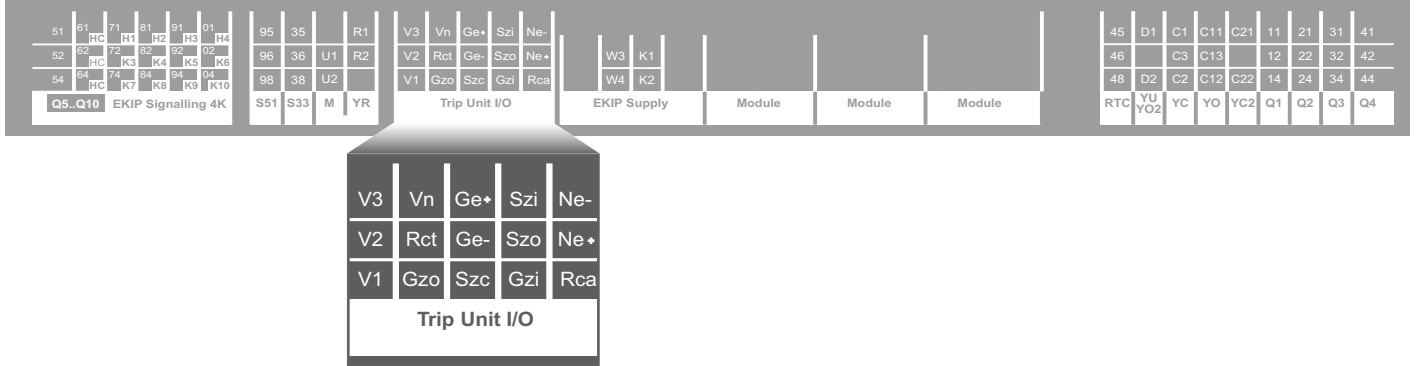 51 61 HC 71 H1 81 H2 91 H3 01 H4 95 35 R1 V3 Vn Ge+ Szi Ne- 45 D1 C1 C11 C21 11 21 31 41
52 62 HC 72 K3 82 K4 92 K5 02 K6 96 36 U1 R2 V2 Rct Ge- Szo Ne+ W3 K1 46 C3 C13 12 22 32 42
54 64 HC 74 K7 84 K8 94 K9 04 K10 98 38 U2 V1 Gzo Szc Gzi Rca W4 K2 48 D2 C2 C12 C22 14 24 34 44
Q5..Q10 EKIP Signalling 4K S51 S33 M YR Trip Unit I/O EKIP Supply Module Module Module RTC YU YO2 YC YO YC2 Q1 Q2 Q3 Q4
V3 Vn Ge+ Szi Ne-
V2 Rct Ge- Szo Ne+
V1 Gzo Szc Gzi Rca
Trip Unit I/O